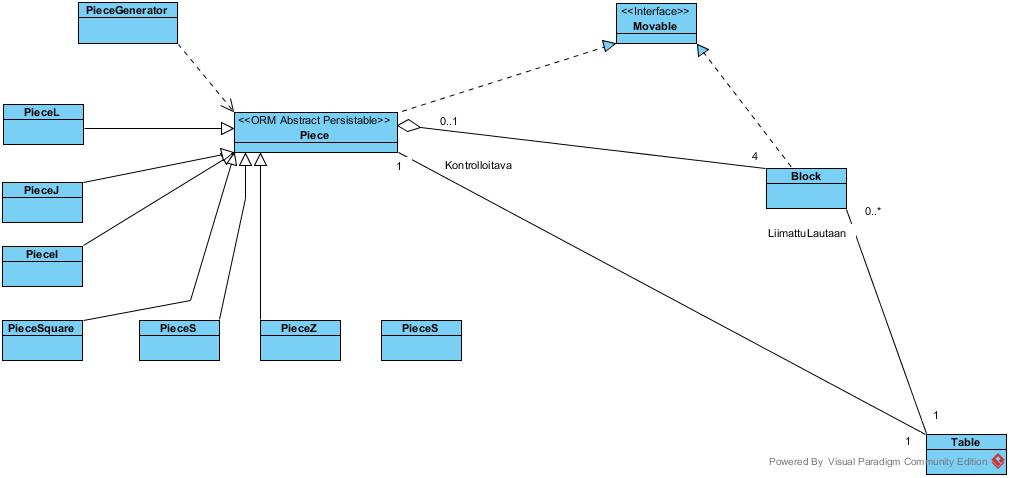 PieceGenerator
<<Interface>>
Movable
PieceL
<<ORM Abstract Persistable>>
Piece
0..1
4
1
Kontrolloitava
Block
PieceJ
0..*
LiimattuLautaan
PieceI
PieceSquare
PieceS
PieceZ
PieceS
1
1
Table
Powered By Visual Paradigm Community Edition